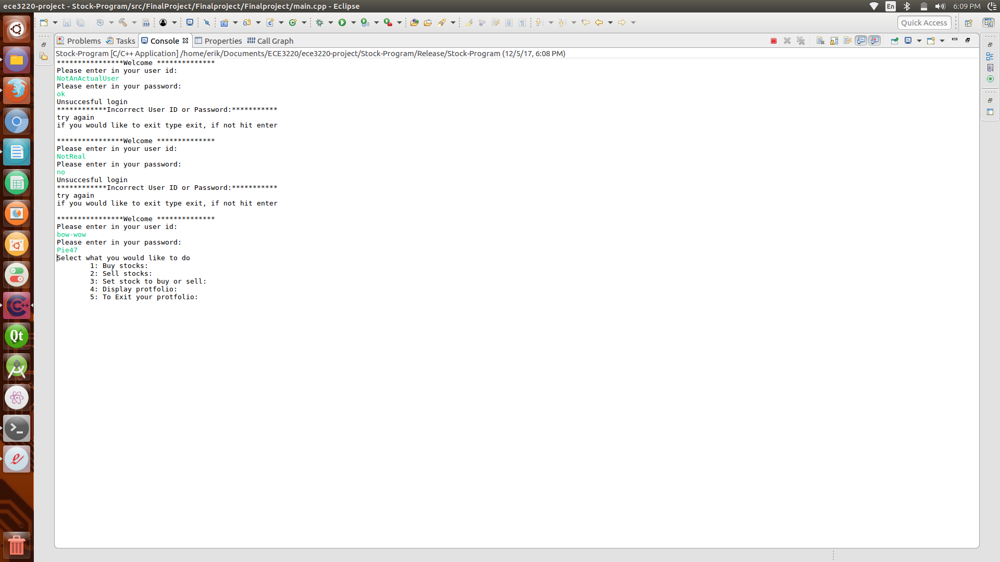 ece3220-project - Stock-Program/src/FinalProject/Finalproject/Finalproject/main.cpp - Eclipse
En
6:09 PM
Quick Access
Problems
Tasks
Console
Properties
Call Graph
Stock-Program [C/C++ Application] /home/erik/Documents/ECE3220/ece3220-project/Stock-Program/Release/Stock-Program (12/5/17, 6:08 PM)
****************Welcome **************
Please enter in your user id:
NotAnActualUser
Please enter in your password:
ok
Unsuccesful login
************Incorrect User ID or Password:***********
try again
if you would like to exit type exit, if not hit enter
****************Welcome **************
Please enter in your user id:
NotReal
Please enter in your password:
no
Unsuccesful login
************Incorrect User ID or Password:***********
try again
if you would like to exit type exit, if not hit enter
****************Welcome **************
Please enter in your user id:
bow-wow
Please enter in your password:
Pie47
Select what you would like to do
1: Buy stocks:
2: Sell stocks:
3: Set stock to buy or sell:
4: Display protfolio:
5: To Exit your protfolio:
Qt